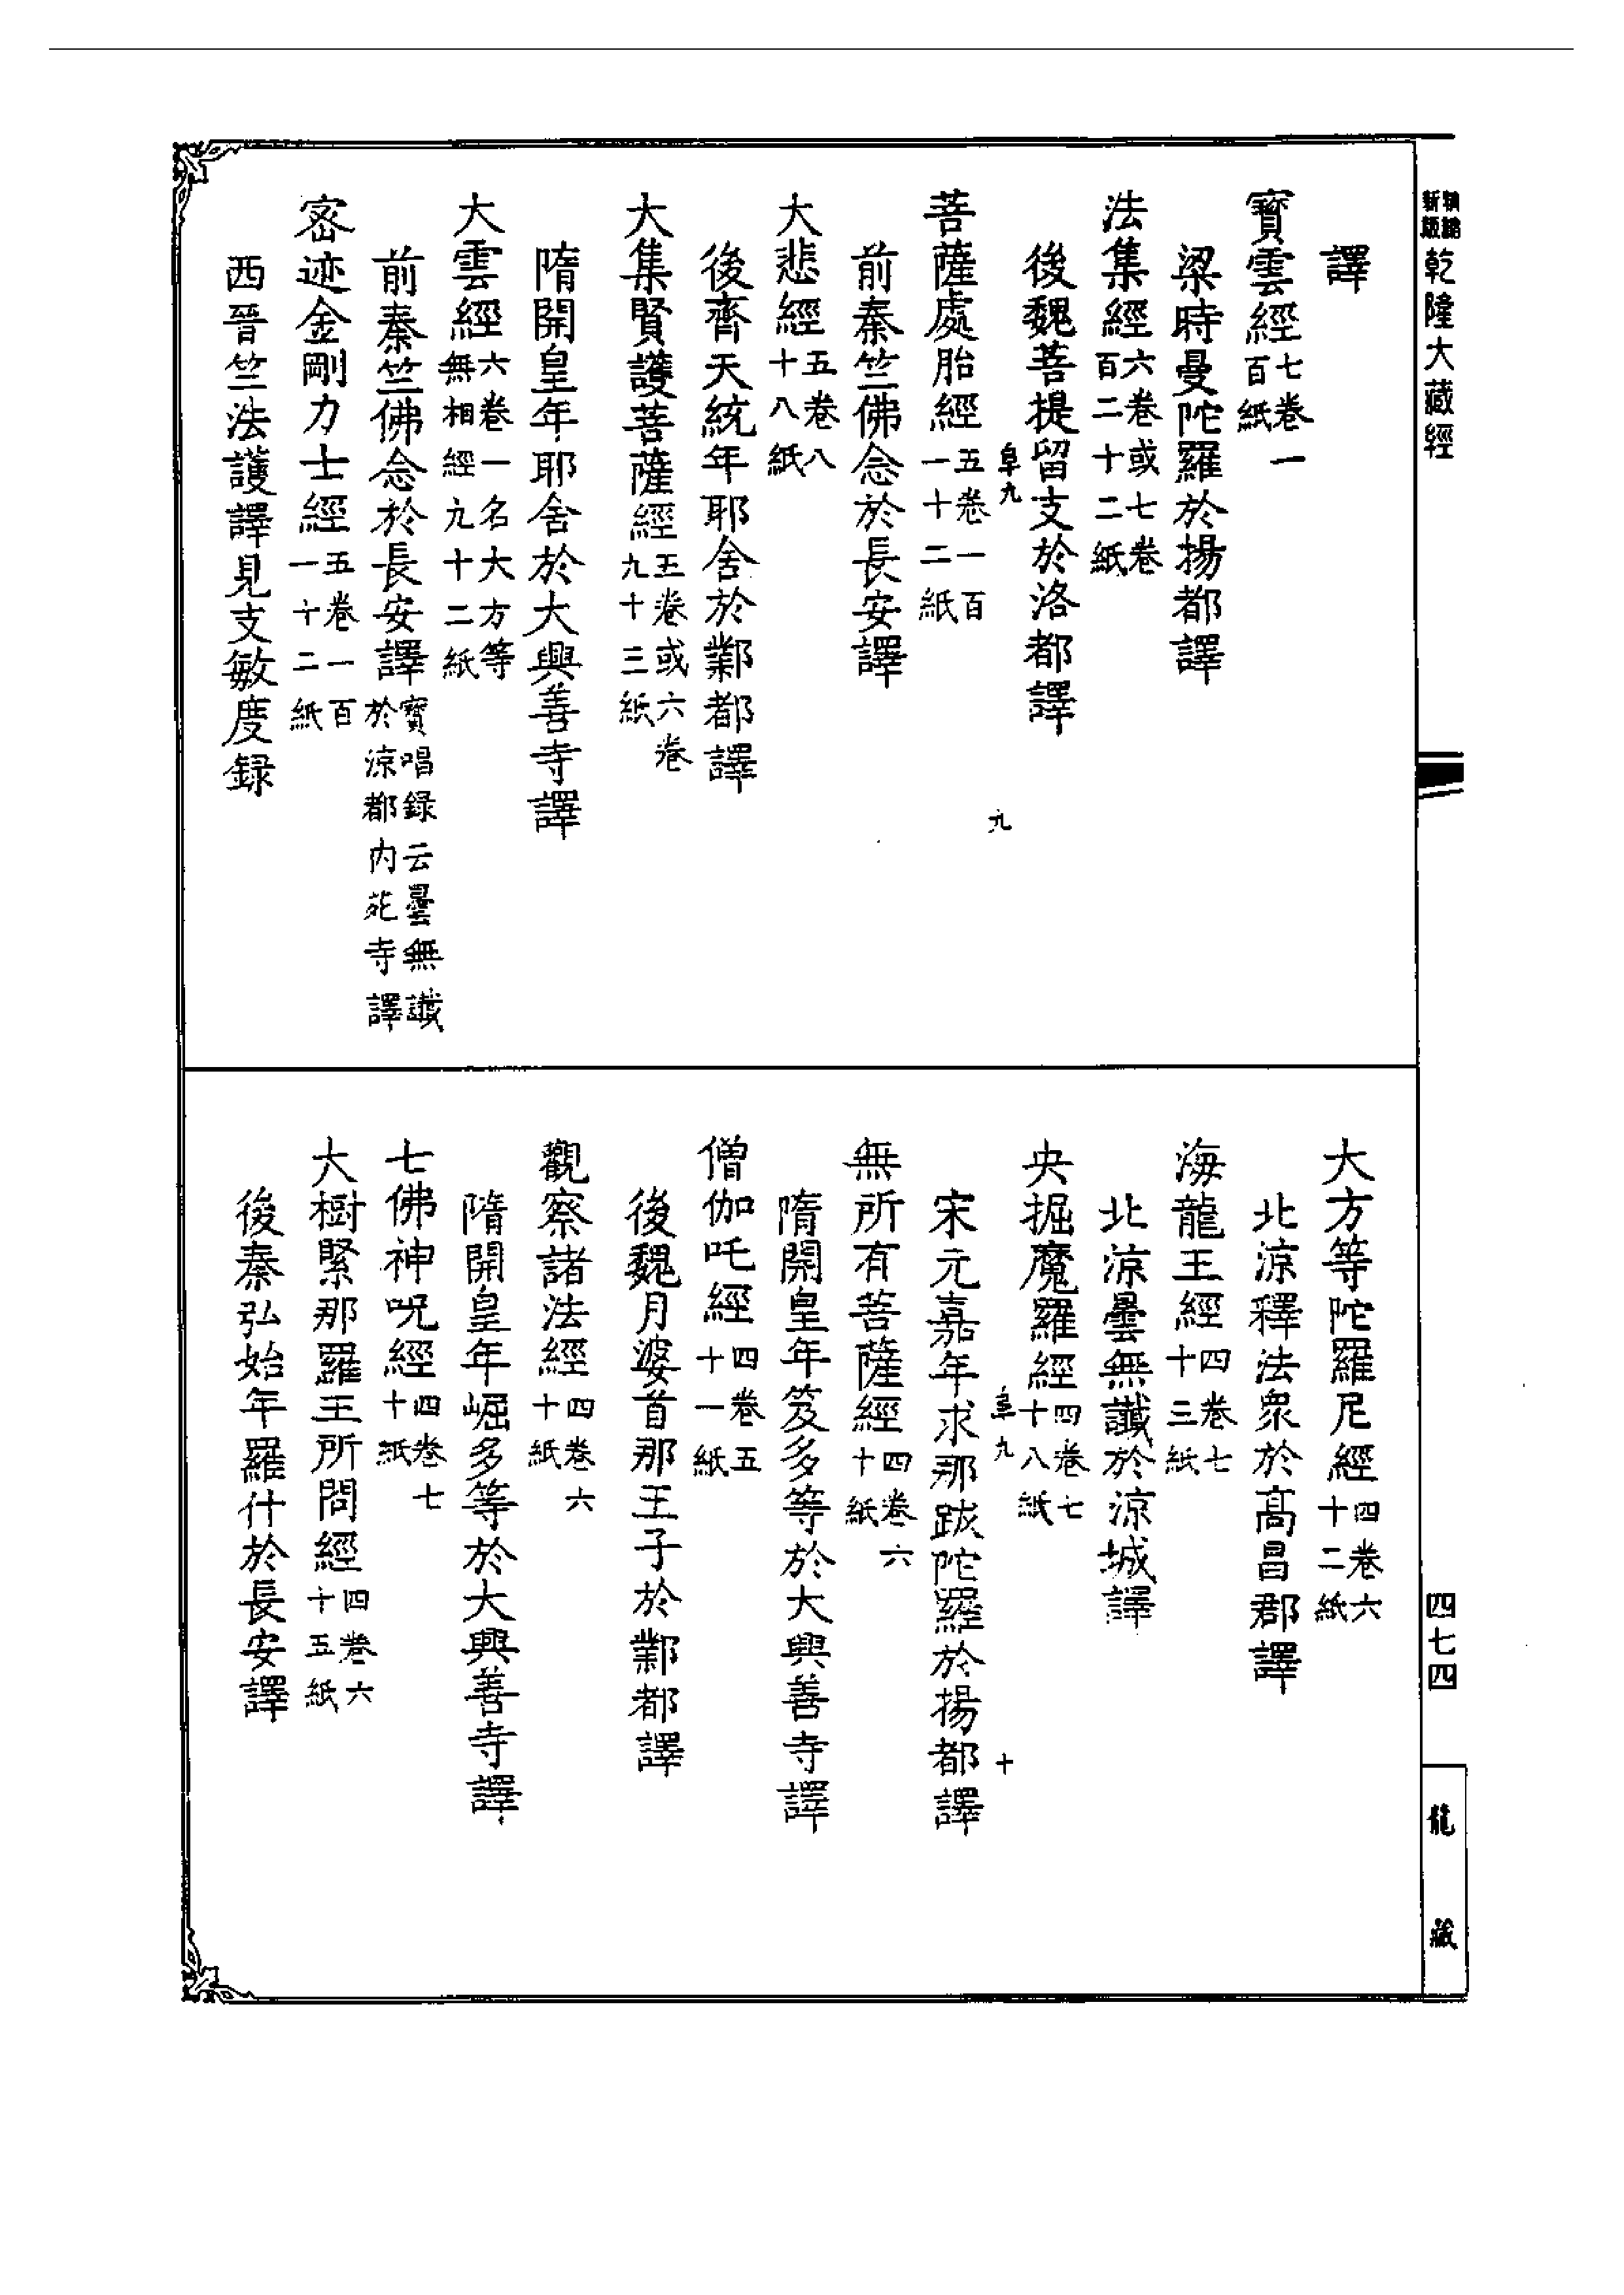 新編
縮版
乾隆大藏經
譯
寶雲經七卷一百紙
梁時曼陀羅於揚都譯
法集經六卷或七卷百二十二紙
後魏菩提留支於洛都譯
阜九
九
菩薩處胎經五卷一百一十二紙
前秦竺佛念於長安譯
大悲經五卷八十八紙
後齊天統年耶舍於鄴都譯
大集賢護菩薩經五卷或六卷九十三紙
隋開皇年耶舍於大興善寺譯
大雲經六卷一名大方等無相經九十二紙
前秦竺佛念於長安譯寶唱録云曇無讖於涼都内苑寺譯
密迹金剛力士經五卷一百一十二紙
西晉竺法護譯見支敏度録
大方等陀羅尼經四卷六十二紙
北涼釋法衆於髙昌郡譯
海龍王經四卷七十三紙
北涼曇無讖於涼城譯
央掘魔羅經四卷七十八紙
阜九
十
宋元嘉年求那跋陀羅於揚都譯
無所有菩薩經四卷六十紙
隋開皇年笈多等於大興善寺譯
僧伽吒經四卷五十一紙
後魏月婆首那王子於鄴都譯
觀察諸法經四卷六十紙
隋開皇年崛多等於大興善寺譯
七佛神呪經四卷七十紙
大樹緊那羅王所問經四卷六十五紙
後秦弘始年羅什於長安譯
四七四
龍藏